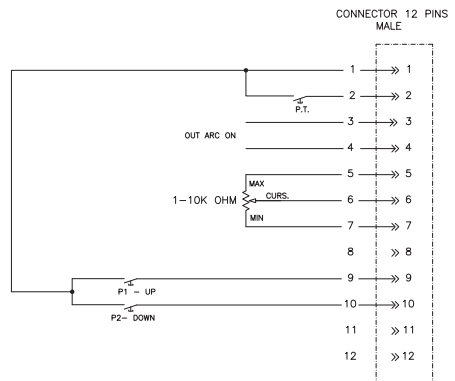 CONNECTOR 12 PINS
MALE
1 1
2 2
P.T.
3 3
OUT ARC ON
4 4
5 5
MAX
1-10K OHM CURS. 6 6
MIN
7 7
8 8
9 9
P1 - UP
10 10
P2- DOWN
11 11
12 12